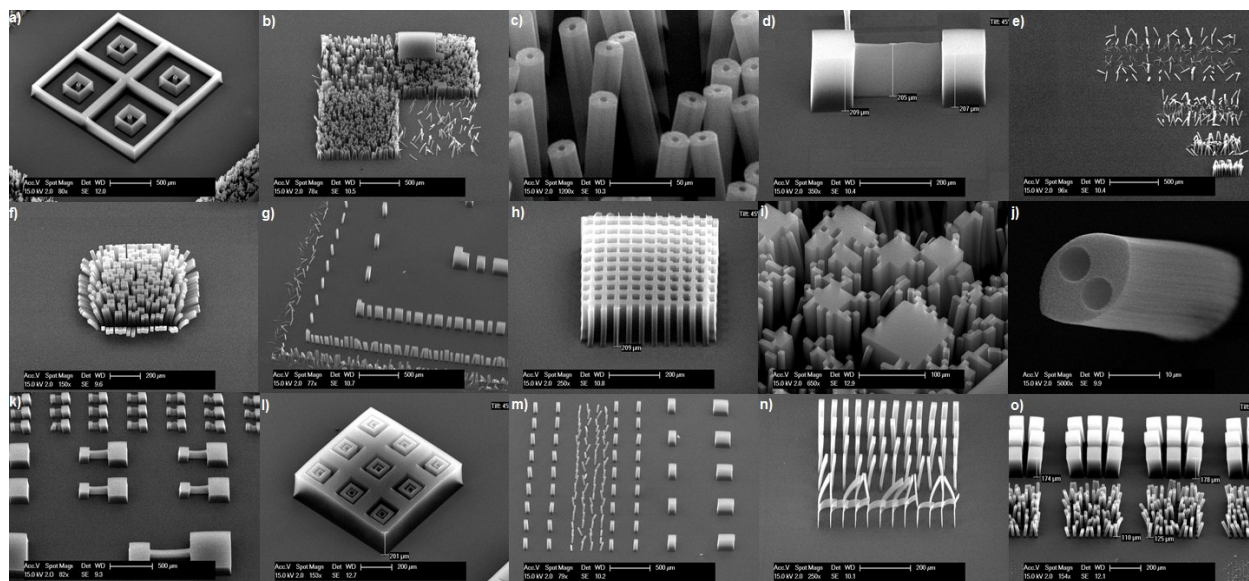 a)
Acc.V Spot Magn Det WD 500 µm
15.0 kV 2.0 80x SE 12.0
b)
Acc.V Spot Magn Det WD 500 µm
15.0 kV 2.0 78x SE 10.5
c)
Acc.V Spot Magn Det WD 50 µm
15.0 kV 2.0 1200x SE 10.3
d) Tilt: 45°
209 µm 205 µm 207 µm
Acc.V Spot Magn Det WD 200 µm
15.0 kV 2.0 350x SE 10.4
e)
Acc.V Spot Magn Det WD 500 µm
15.0 kV 2.0 96x SE 10.4
f)
Acc.V Spot Magn Det WD 200 µm
15.0 kV 2.0 150x SE 9.6
g)
Acc.V Spot Magn Det WD 500 µm
15.0 kV 2.0 77x SE 10.7
h) Tilt: 45°
209 µm
Acc.V Spot Magn Det WD 200 µm
15.0 kV 2.0 250x SE 10.8
i)
Acc.V Spot Magn Det WD 100 µm
15.0 kV 2.0 650x SE 12.9
j)
Acc.V Spot Magn Det WD 10 µm
15.0 kV 2.0 5000x SE 9.9
k)
Acc.V Spot Magn Det WD 500 µm
15.0 kV 2.0 82x SE 9.3
l) Tilt: 45°
201 µm
Acc.V Spot Magn Det WD 200 µm
15.0 kV 2.0 153x SE 12.7
m)
Acc.V Spot Magn Det WD 500 µm
15.0 kV 2.0 79x SE 10.2
n)
Acc.V Spot Magn Det WD 200 µm
15.0 kV 2.0 250x SE 10.1
o)
174 µm 178 µm
110 µm 125 µm
Acc.V Spot Magn Det WD 200 µm
15.0 kV 2.0 154x SE 12.1